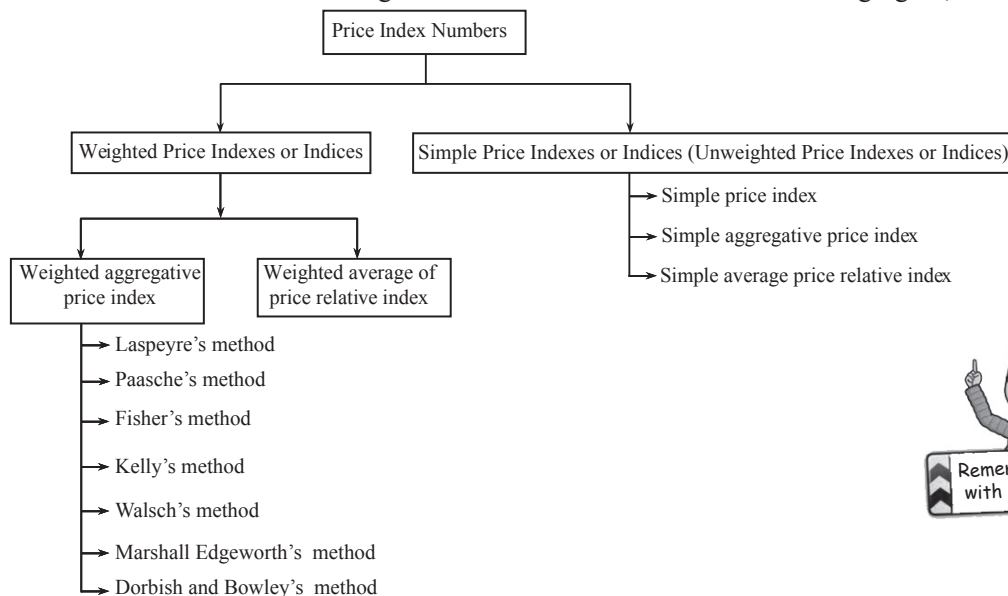 Price Index Numbers
Weighted Price Indexes or Indices
Simple Price Indexes or Indices (Unweighted Price Indexes or Indices)
Simple price index
Simple aggregative price index
Simple average price relative index
Weighted aggregative
price index
Weighted average of
price relative index
Laspeyre's method
Paasche's method
Fisher's method
Kelly's method
Walsch's method
Marshall Edgeworth's method
Dorbish and Bowley's method
with